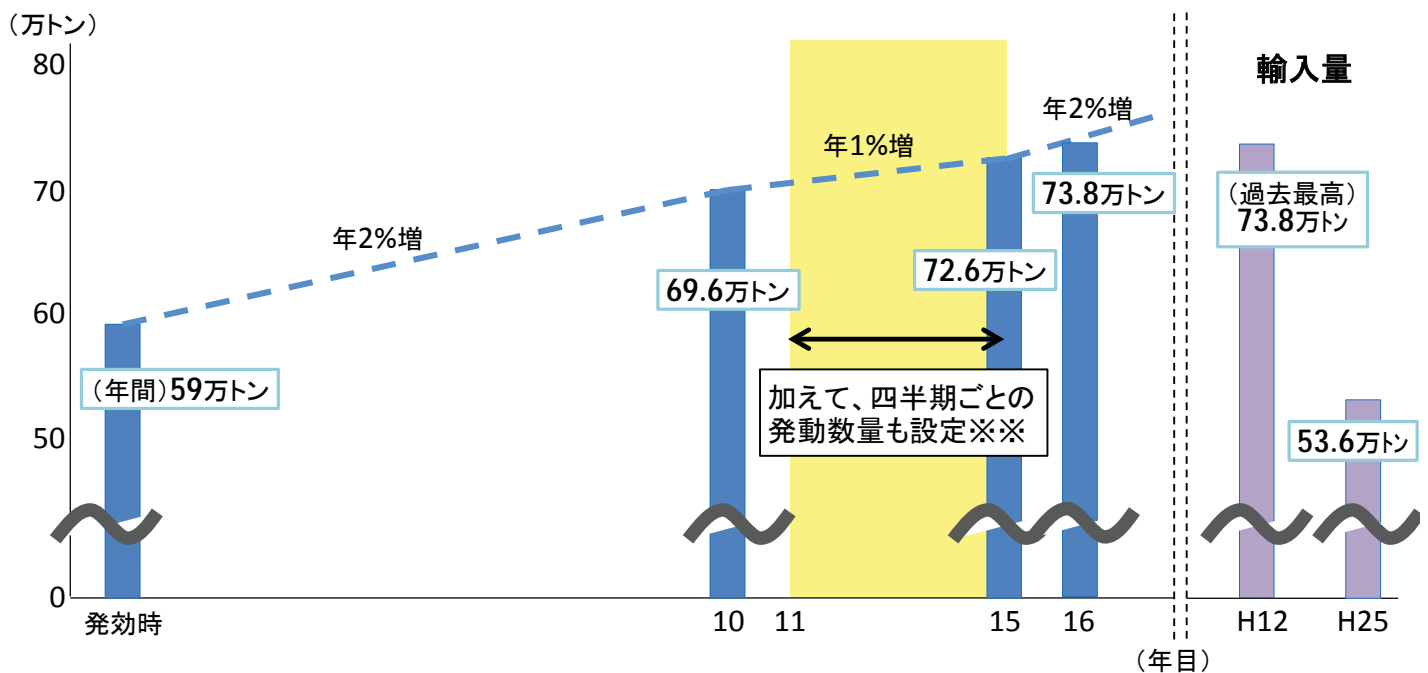 （万トン）
80
70
60
50
0
年2%増
年1%増
年2%増
（年間）59万トン
69.6万トン
72.6万トン
73.8万トン
加えて、四半期ごとの
発動数量も設定※※
発効時
10
11
15
16
（年目）
輸入量
（過去最高）
73.8万トン
53.6万トン
H12
H25